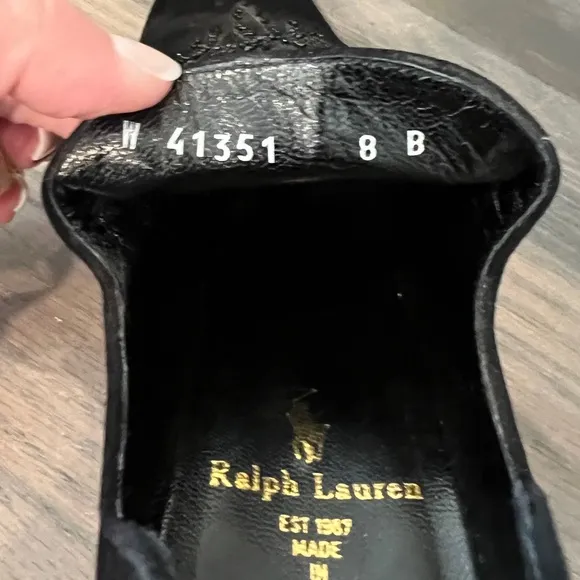 W 41351 8 B
Ralph Lauren
EST 1967
MADE
IN